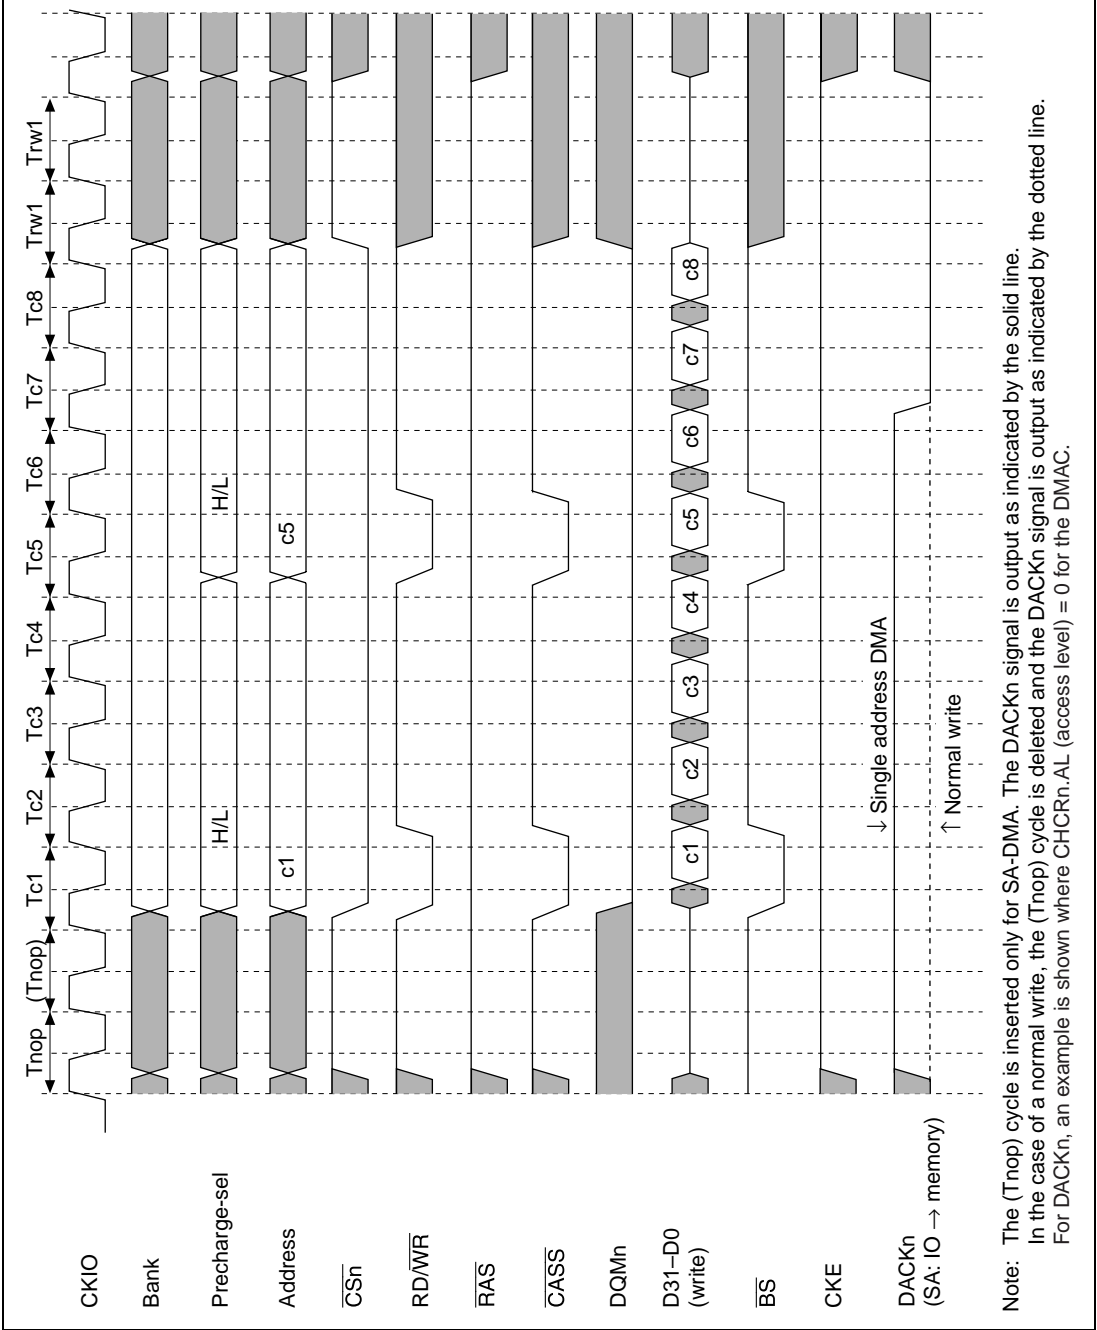 Tnop (Tnop) Tc1 Tc2 Tc3 Tc4 Tc5 Tc6 Tc7 Tc8 Trw1 Trw1
CKIO
Bank
Precharge-sel H/L H/L
Address c1 c5
CSn
RD/WR
RAS
CASS
DQMn
D31–D0
(write)
c1 c2 c3 c4 c5 c6 c7 c8
BS
CKE
↓ Single address DMA
DACKn
(SA: IO → memory)
↑ Normal write
Note: The (Tnop) cycle is inserted only for SA-DMA. The DACKn signal is output as indicated by the solid line.
In the case of a normal write, the (Tnop) cycle is deleted and the DACKn signal is output as indicated by the dotted line.
For DACKn, an example is shown where CHCRn.AL (access level) = 0 for the DMAC.